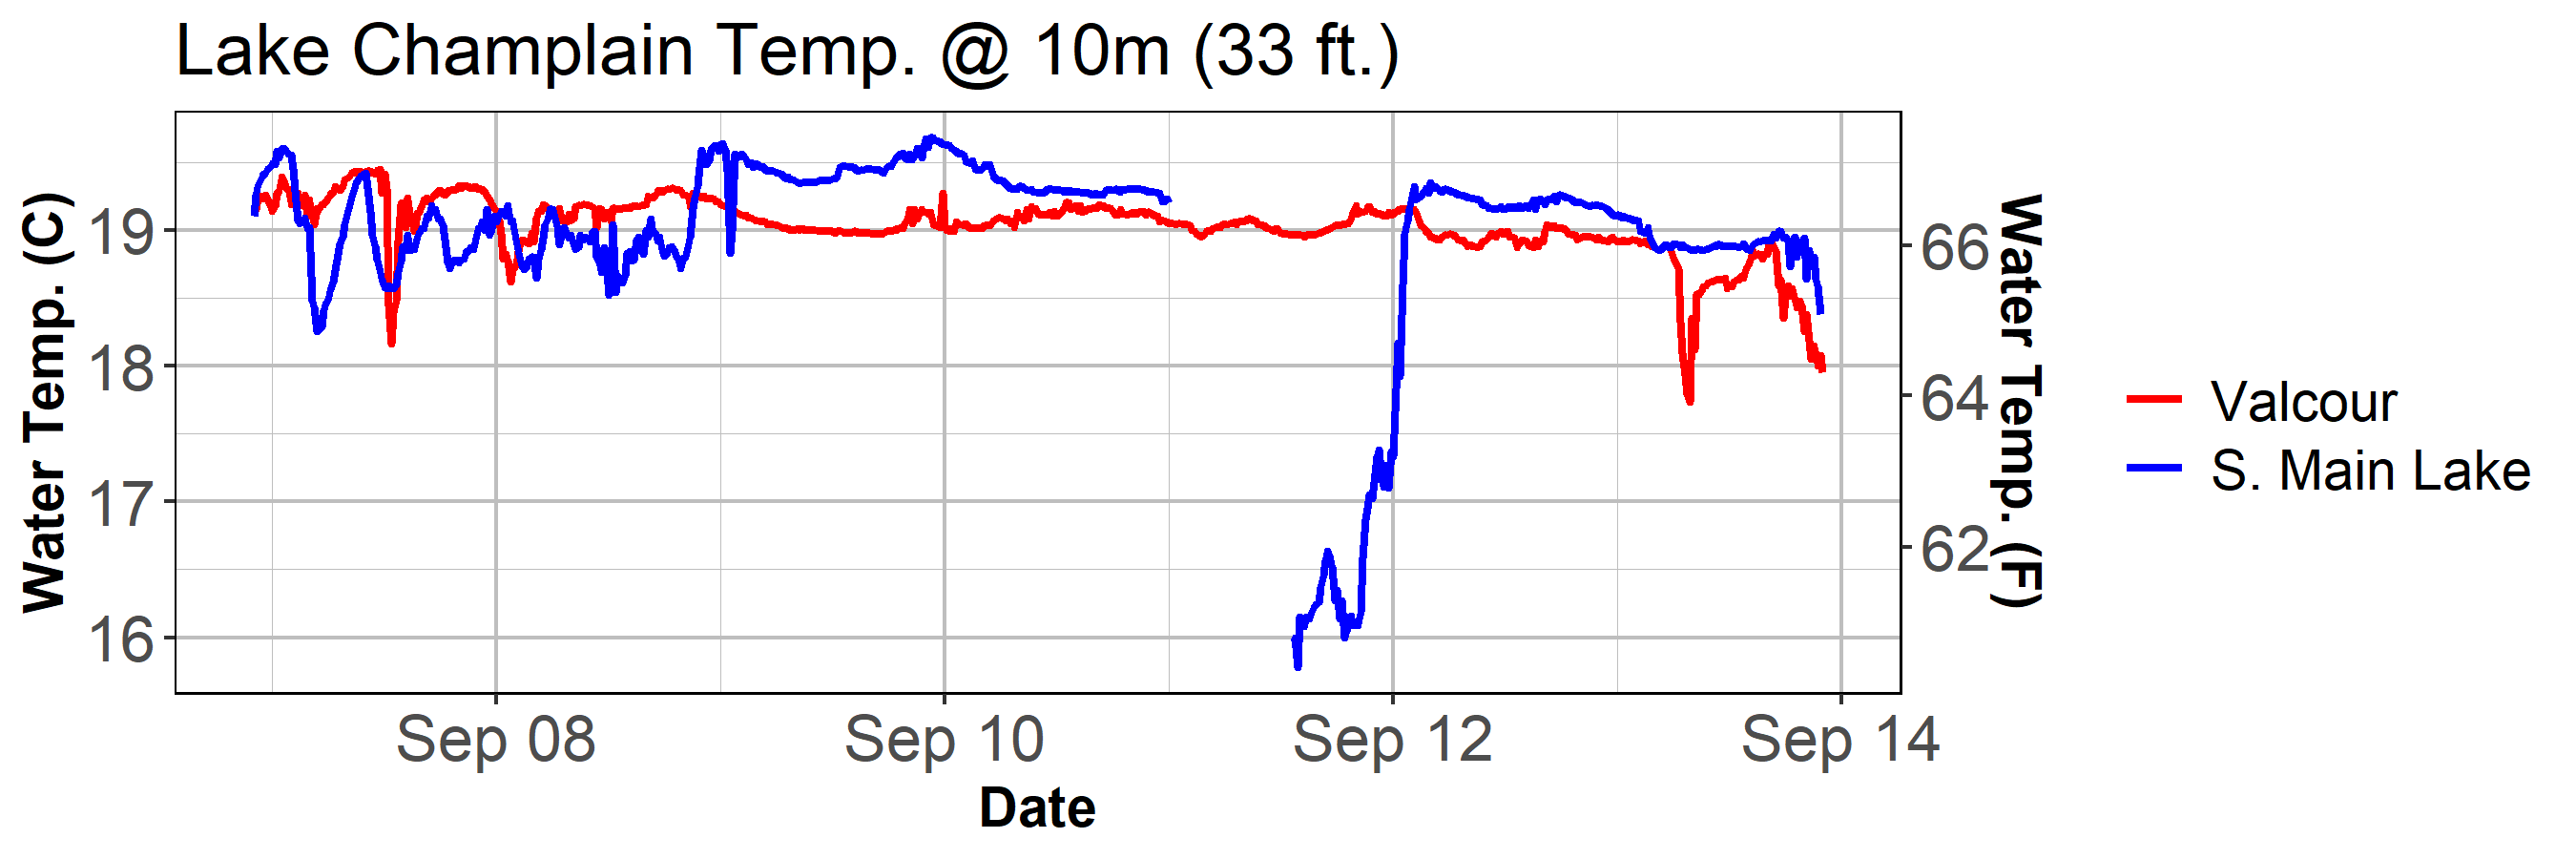 Lake Champlain Temp. @ 10m (33 ft.)
Water Temp. (C)
19
18
17
16
66
64
62
Water Temp. (F)
Sep 08
Sep 10
Sep 12
Sep 14
Date
Valcour
S. Main Lake